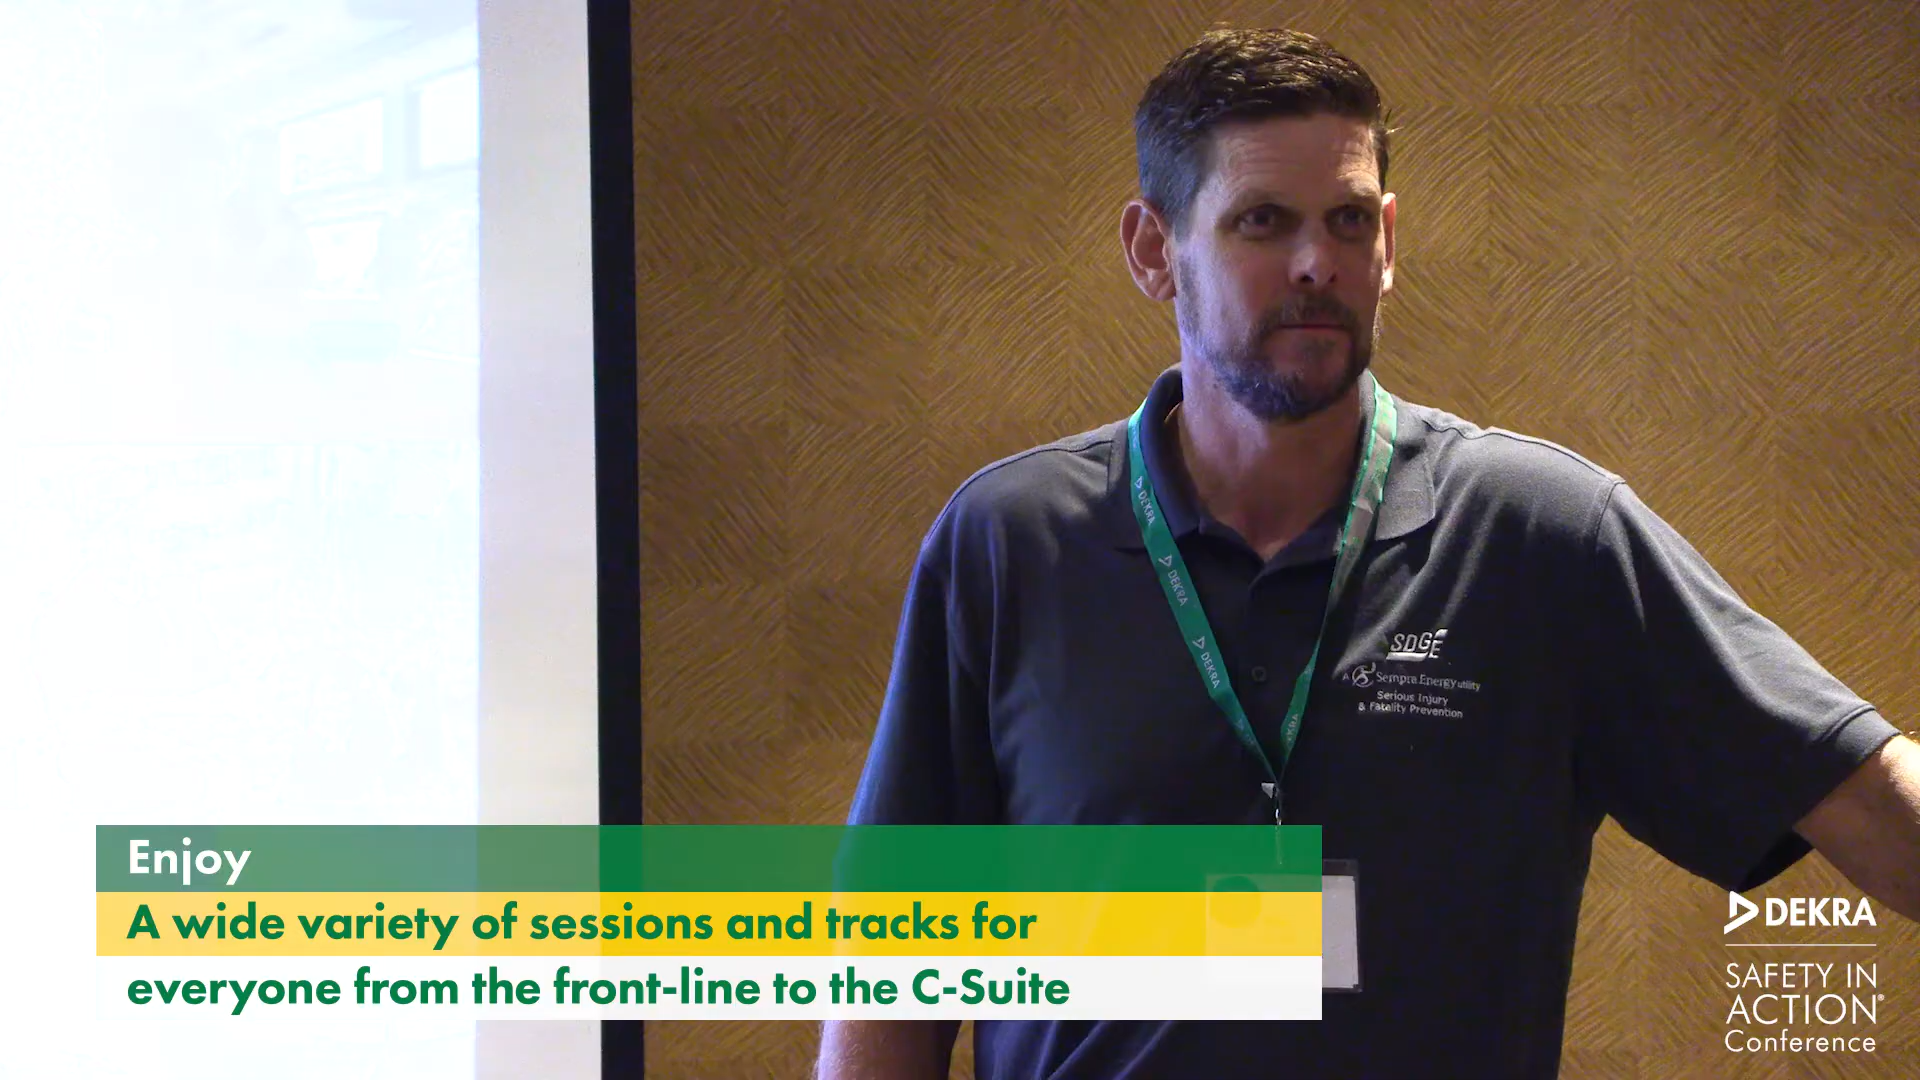 DEKRA
DEKRA
DEKRA
DEKRA
SDGE
A Sempra Energy utility
Serious Injury
& Fatality Prevention
Enjoy
A wide variety of sessions and tracks for
everyone from the front-line to the C-Suite
DEKRA
SAFETY IN
ACTION®
Conference